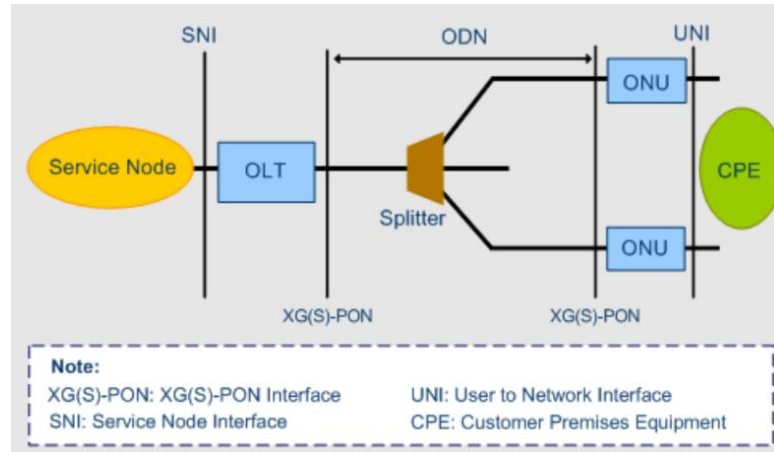 SNI
ODN
UNI
ONU
Service Node
OLT
CPE
Splitter
ONU
XG(S)-PON
XG(S)-PON
Note:
XG(S)-PON: XG(S)-PON Interface
UNI: User to Network Interface
SNI: Service Node Interface
CPE: Customer Premises Equipment